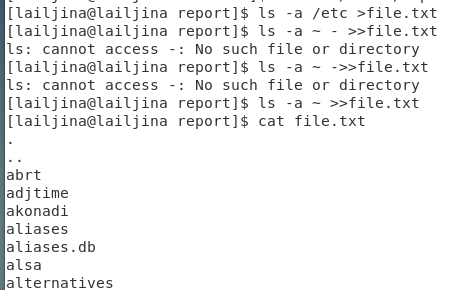 [lailjina@lailjina report]$ ls -a /etc >file.txt
[lailjina@lailjina report]$ ls -a ~ - >>file.txt
ls: cannot access -: No such file or directory
[lailjina@lailjina report]$ ls -a ~ ->>file.txt
ls: cannot access -: No such file or directory
[lailjina@lailjina report]$ ls -a ~ >>file.txt
[lailjina@lailjina report]$ cat file.txt
.
..
abrt
adjtime
akonadi
aliases
aliases.db
alsa
alternatives